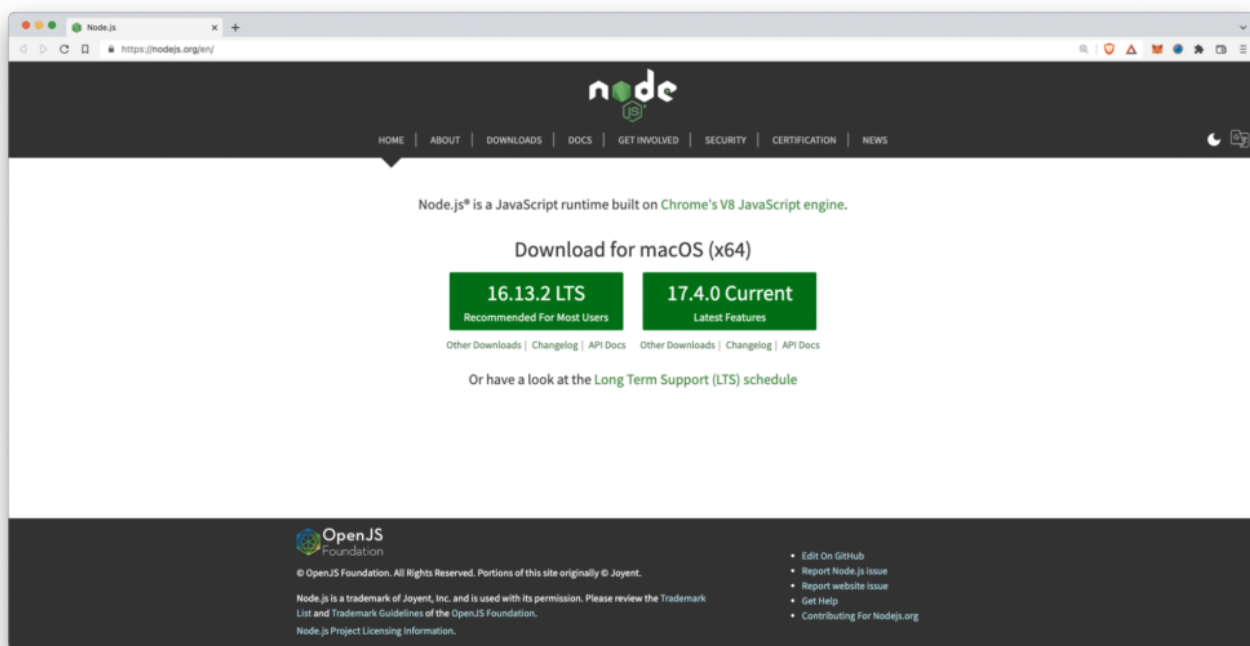 Node.js
https://nodejs.org/en/
node
JS
HOME | ABOUT | DOWNLOADS | DOCS | GET INVOLVED | SECURITY | CERTIFICATION | NEWS
Node.js® is a JavaScript runtime built on Chrome's V8 JavaScript engine.
Download for macOS (x64)
16.13.2 LTS
Recommended For Most Users
17.4.0 Current
Latest Features
Other Downloads | Changelog | API Docs
Other Downloads | Changelog | API Docs
Or have a look at the Long Term Support (LTS) schedule
OpenJS
Foundation
© OpenJS Foundation. All Rights Reserved. Portions of this site originally © Joyent.
Node.js is a trademark of Joyent, Inc. and is used with its permission. Please review the Trademark
List and Trademark Guidelines of the OpenJS Foundation.
Node.js Project Licensing Information.
Edit On GitHub
Report Node.js issue
Report website issue
Get Help
Contributing For Nodejs.org